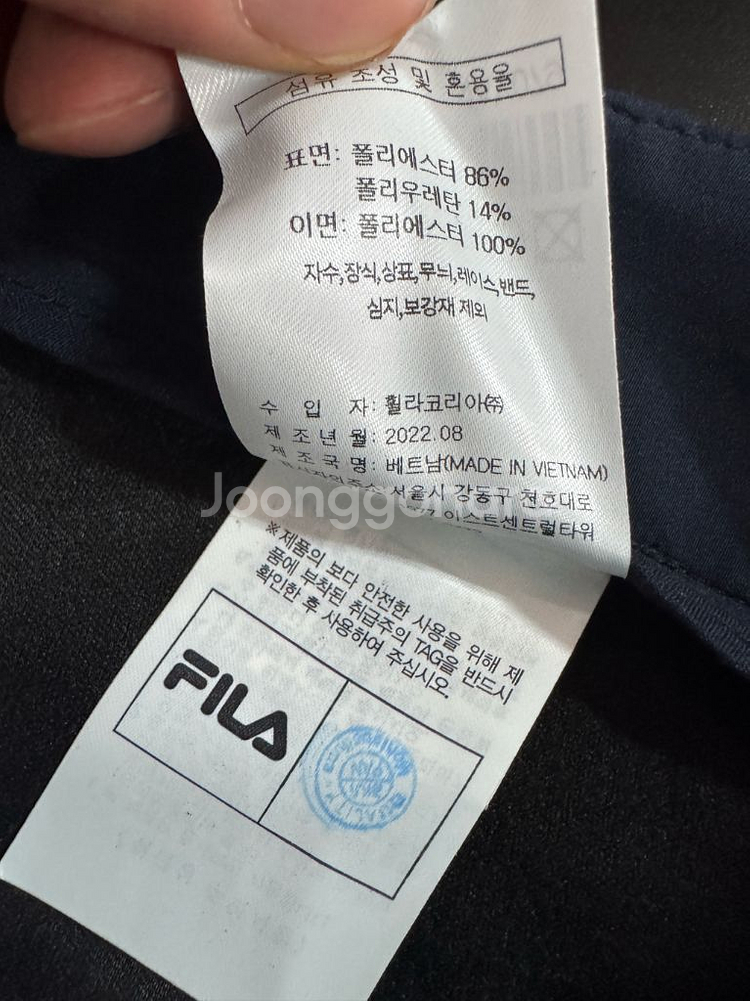 섬유 조성 및 혼용율
표면: 폴리에스터 86%
폴리우레탄 14%
이면: 폴리에스터 100%
자수,장식,상표,무늬,레이스,밴드,
심지,보강재 제외
수 입 자: 휠라코리아㈜
제 조 년 월: 2022.08
제 조 국 명: 베트남(MADE IN VIETNAM)
서울시 강동구 천호대로
이스트센트럴타워
Joonggonara
※제품의 보다 안전한 사용을 위해 제
품에 부착된 취급주의 TAG을 반드시
확인한 후 사용하여 주십시오.
FILA